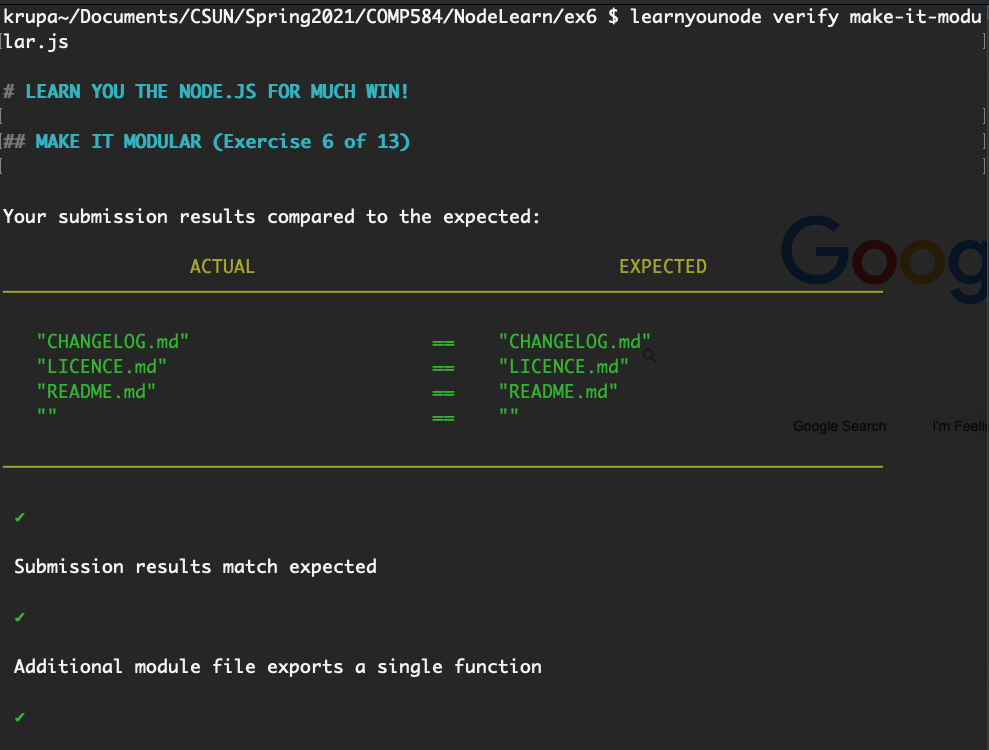 krupa~/Documents/CSUN/Spring2021/COMP584/NodeLearn/ex6 $ learnyounode verify make-it-modu
lar.js
# LEARN YOU THE NODE.JS FOR MUCH WIN!
## MAKE IT MODULAR (Exercise 6 of 13)
Your submission results compared to the expected:
ACTUAL EXPECTED
"CHANGELOG.md" == "CHANGELOG.md"
"LICENCE.md" == "LICENCE.md"
"README.md" == "README.md"
"" == ""
Goog
Google Search I'm Feeli
✓
Submission results match expected
✓
Additional module file exports a single function
✓